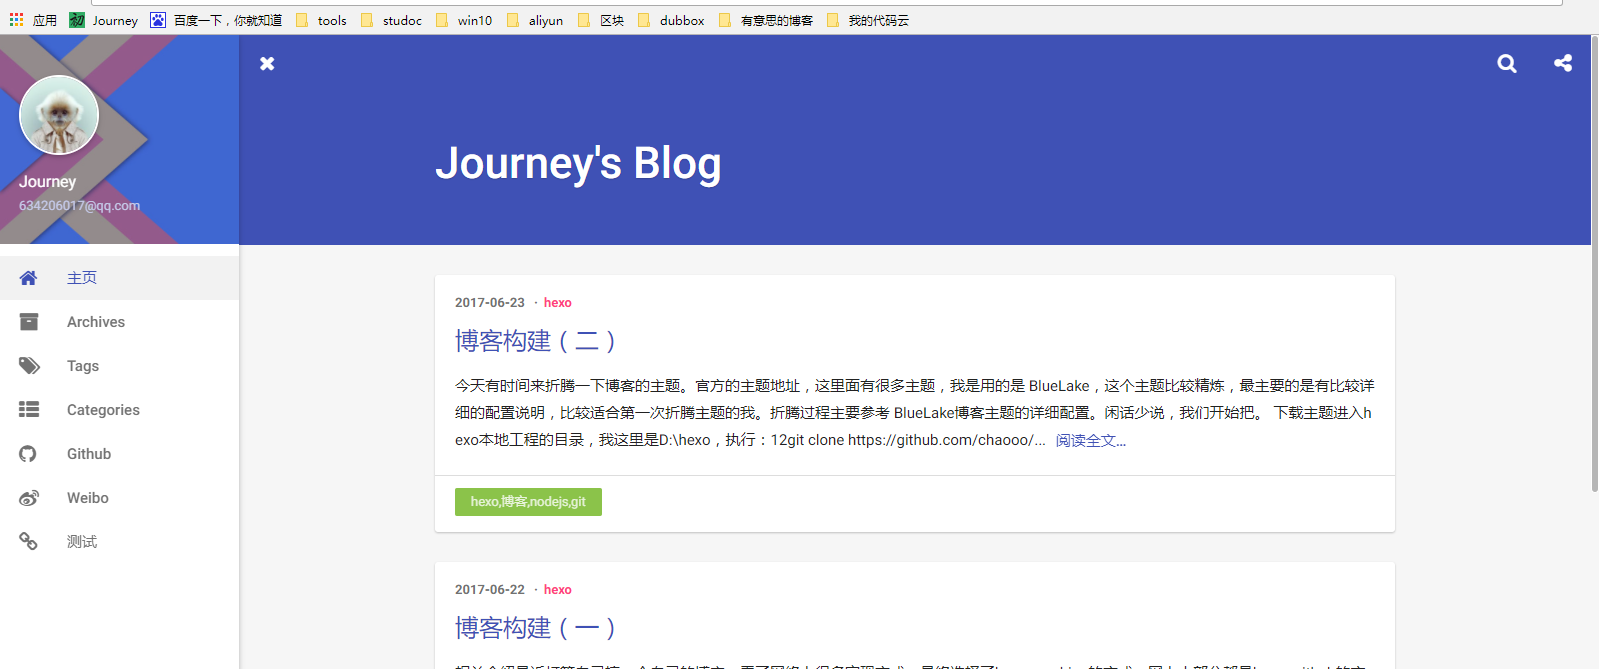 应用 初 Journey 百度一下，你就知道 tools studoc win10 aliyun 区块 dubbox 有意思的博客 我的代码云
Journey
634206017@qq.com
主页
Archives
Tags
Categories
Github
Weibo
测试
Journey's Blog
2017-06-23 · hexo
博客构建（二）
今天有时间来折腾一下博客的主题。官方的主题地址，这里面有很多主题，我是用的是 BlueLake，这个主题比较精炼，最主要的是有比较详
细的配置说明，比较适合第一次折腾主题的我。折腾过程主要参考 BlueLake博客主题的详细配置。闲话少说，我们开始把。 下载主题进入h
exo本地工程的目录，我这里是D:\hexo，执行：12git clone https://github.com/chaooo/... 阅读全文...
hexo,博客,nodejs,git
2017-06-22 · hexo
博客构建（一）